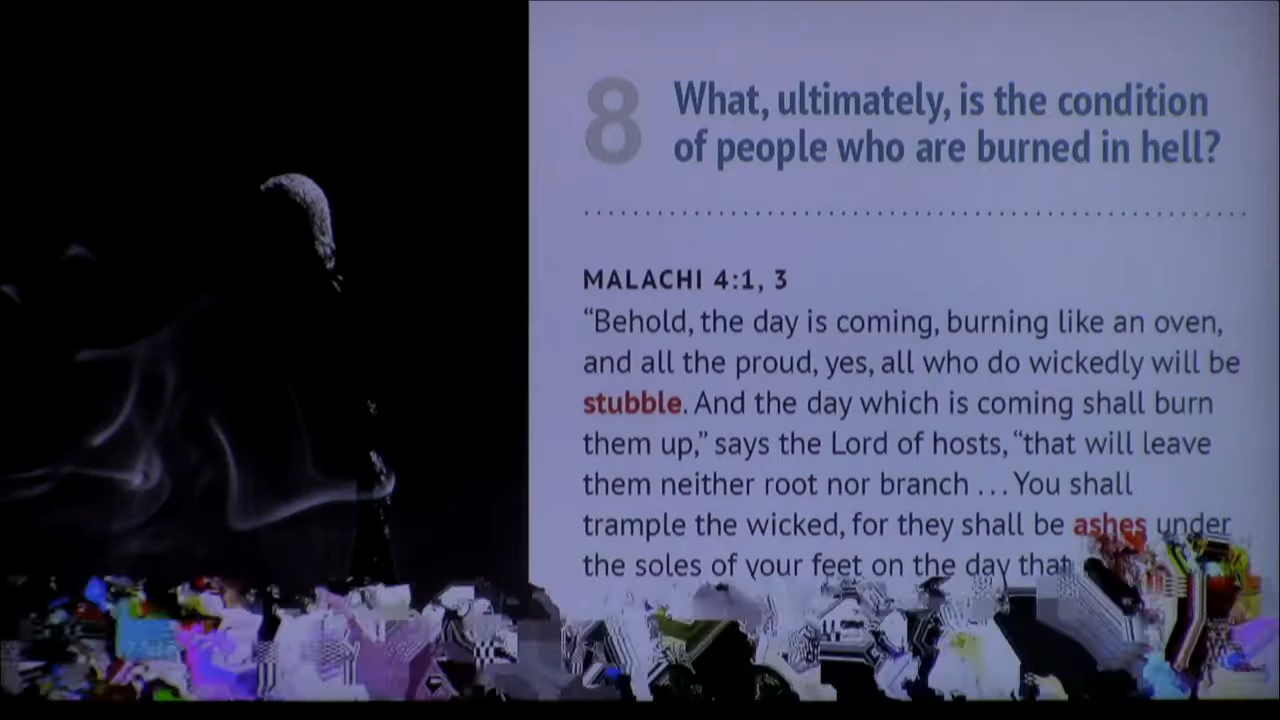 8
What, ultimately, is the condition
of people who are burned in hell?
MALACHI 4:1, 3
“Behold, the day is coming, burning like an oven,
and all the proud, yes, all who do wickedly will be
stubble. And the day which is coming shall burn
them up,” says the Lord of hosts, “that will leave
them neither root nor branch . . . You shall
trample the wicked, for they shall be ashes under
the soles of your feet on the day that